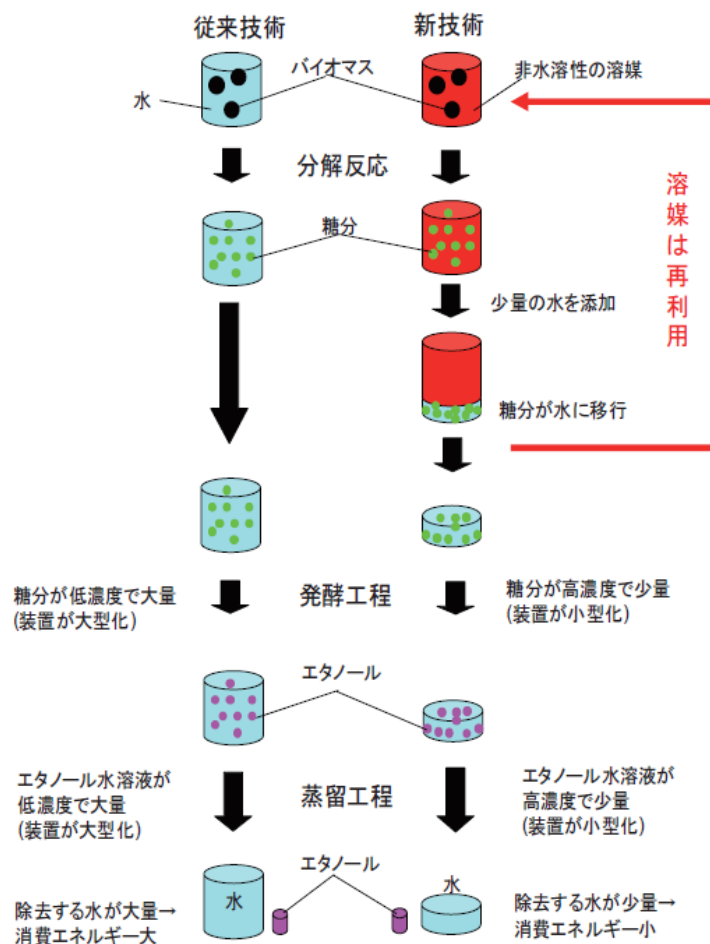 従来技術
新技術
バイオマス
非水溶性の溶媒
水
分解反応
糖分
溶媒は再利用
少量の水を添加
糖分が水に移行
糖分が低濃度で大量
(装置が大型化)
発酵工程
糖分が高濃度で少量
(装置が小型化)
エタノール
エタノール水溶液が
低濃度で大量
(装置が大型化)
蒸留工程
エタノール水溶液が
高濃度で少量
(装置が小型化)
エタノール
水
水
除去する水が大量→
消費エネルギー大
除去する水が少量→
消費エネルギー小